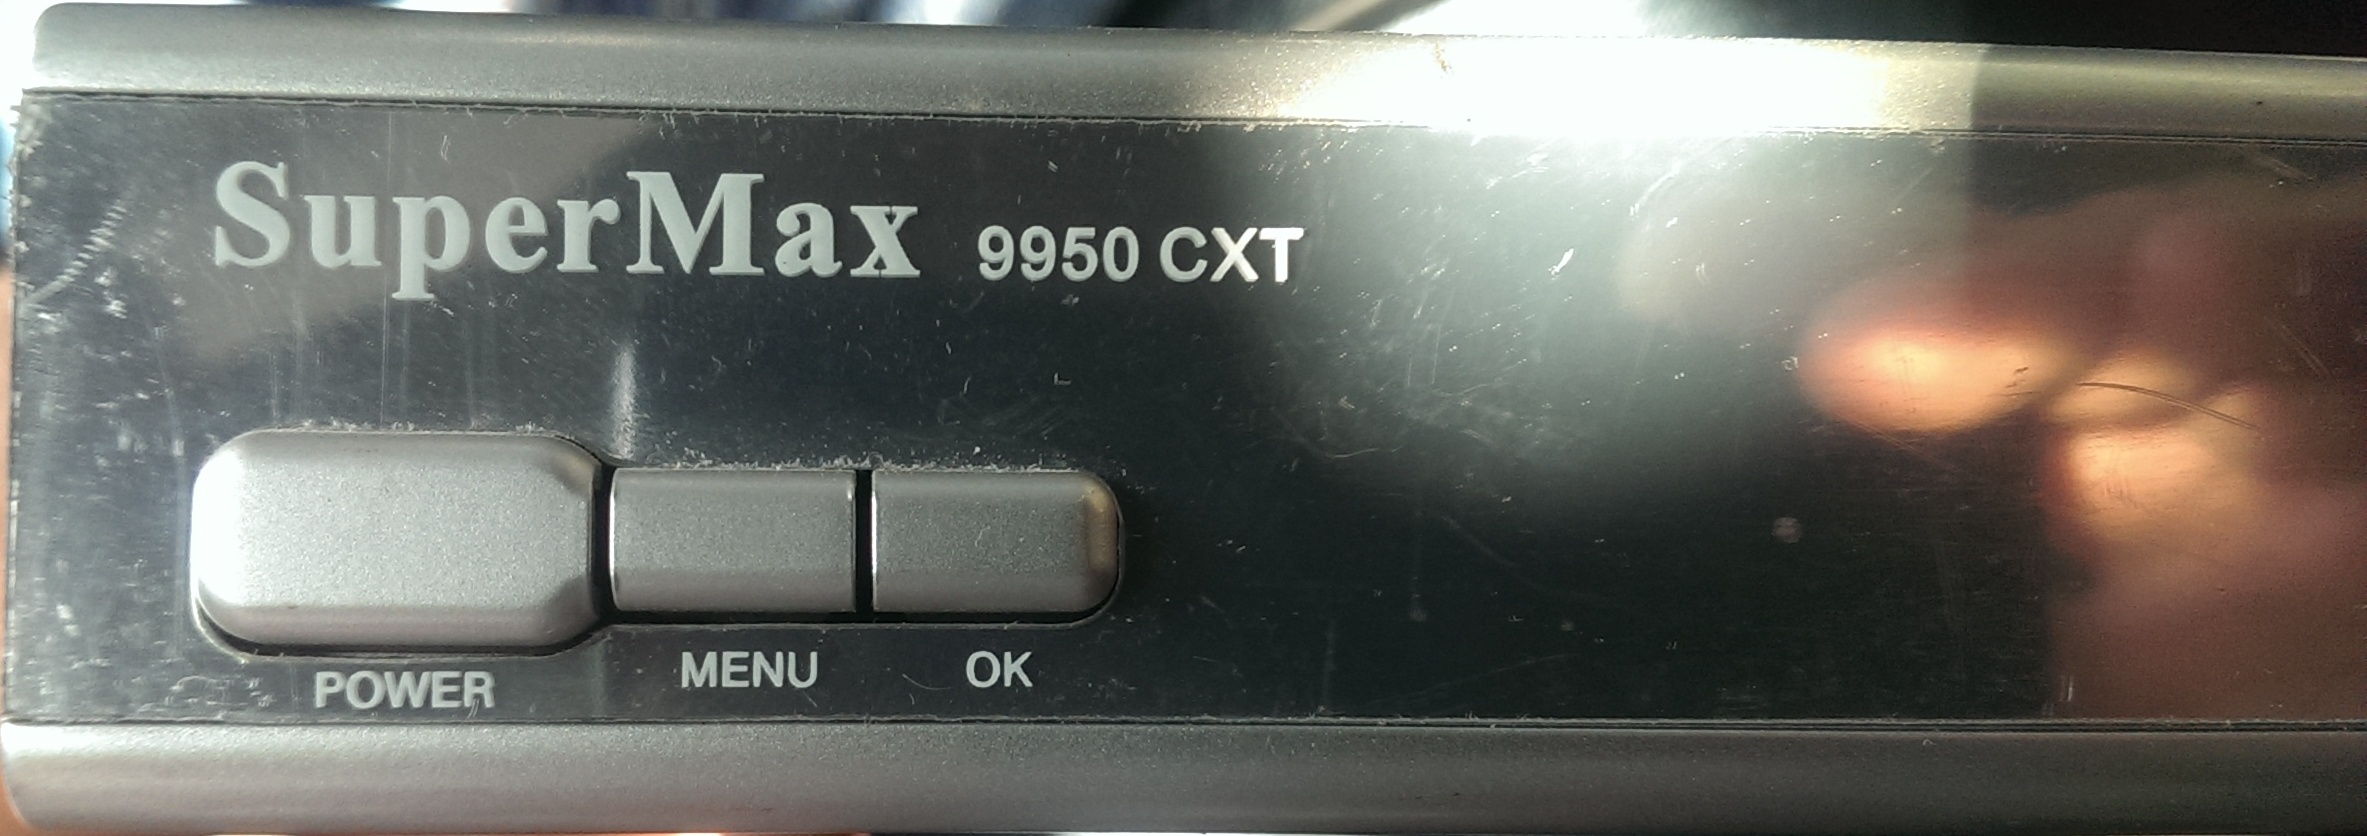 SuperMax 9950 CXT
POWER MENU OK